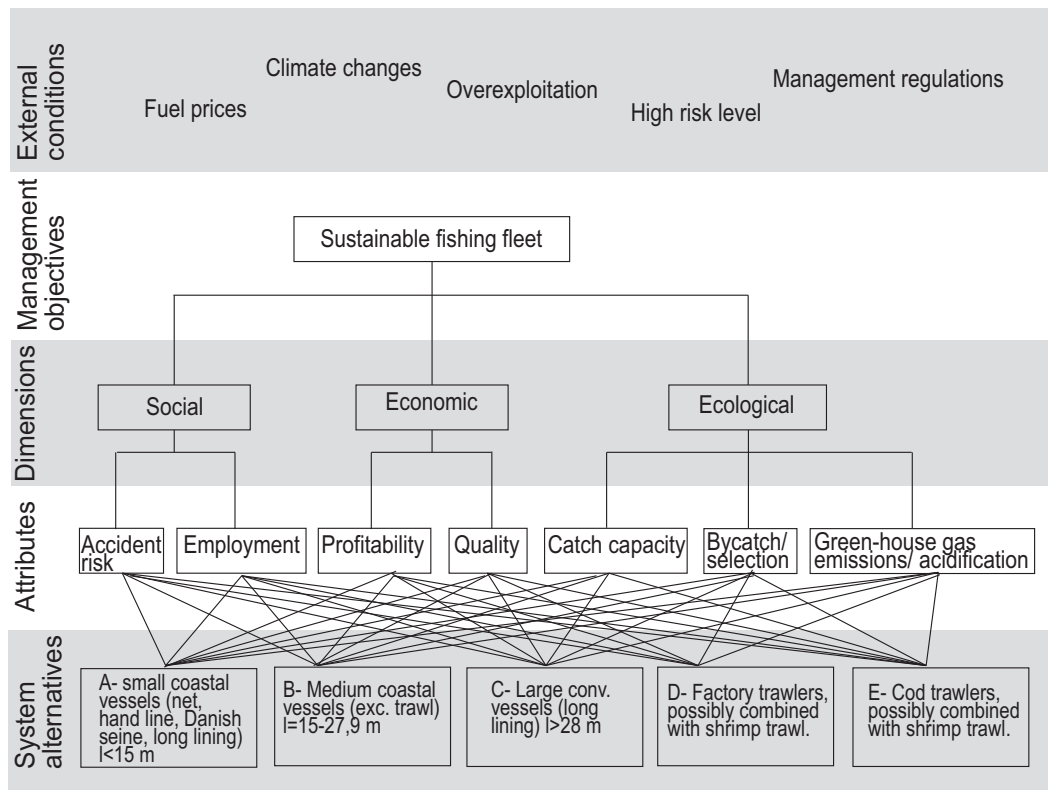 External
conditions
Fuel prices
Climate changes
Overexploitation
High risk level
Management regulations
Management
objectives
Sustainable fishing fleet
Dimensions
Social
Economic
Ecological
Attributes
Accident
risk
Employment
Profitability
Quality
Catch capacity
Bycatch/
selection
Green-house gas
emissions/ acidification
System
alternatives
A- small coastal
vessels (net,
hand line, Danish
seine, long lining)
l<15 m
B- Medium coastal
vessels (exc. trawl)
l=15-27,9 m
C- Large conv.
vessels (long
lining) l>28 m
D- Factory trawlers,
possibly combined
with shrimp trawl.
E- Cod trawlers,
possibly combined
with shrimp trawl.